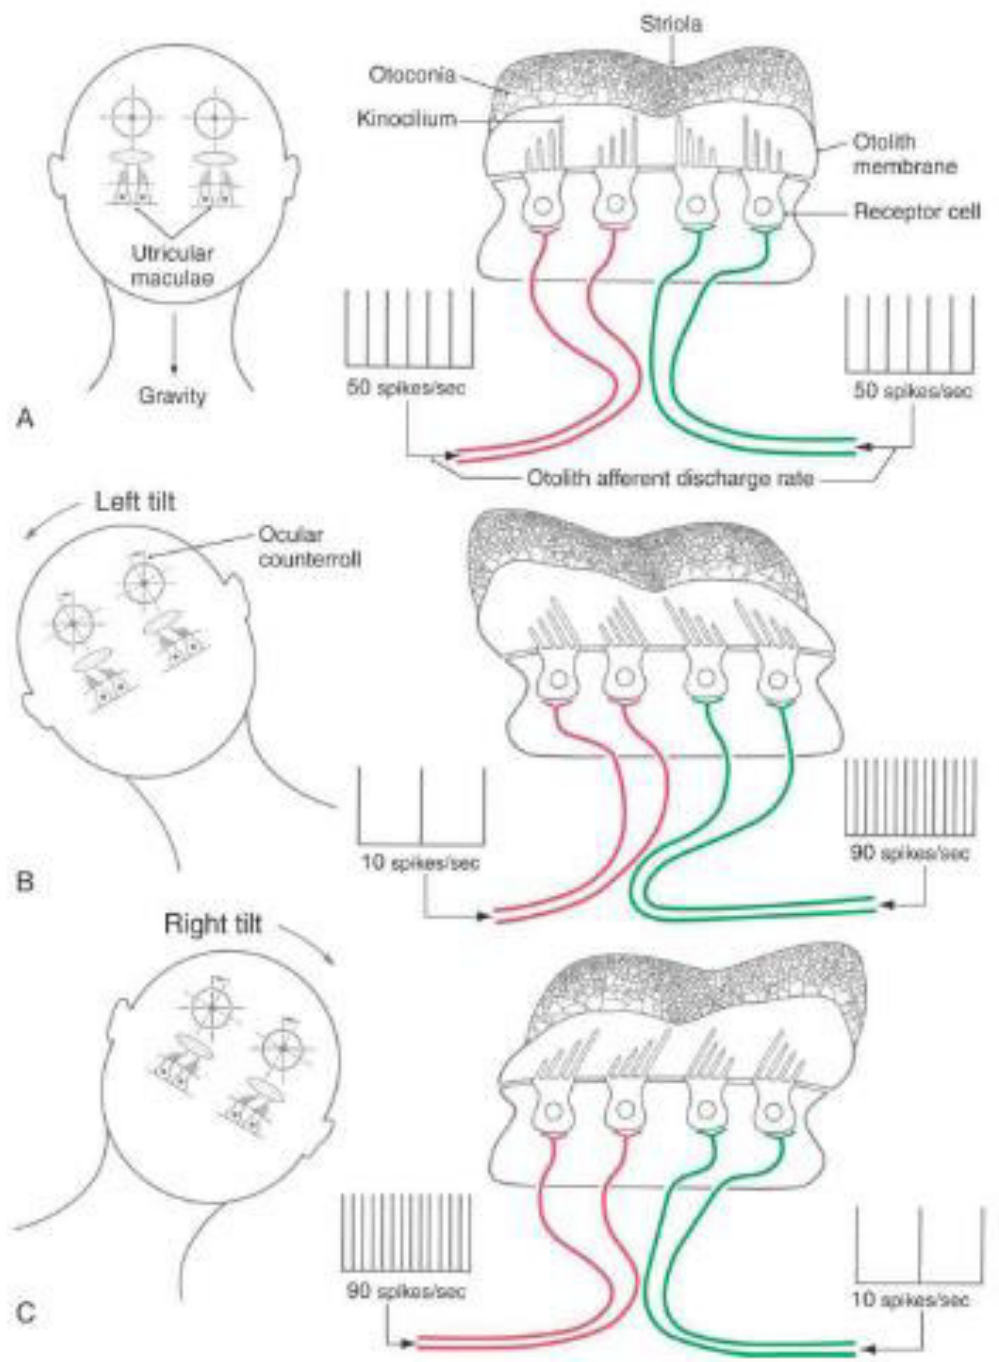 Striola
Otoconia
Kinocilium
Otolith
membrane
Receptor cell
Utricular
maculae
Gravity
50 spikes/sec
50 spikes/sec
Otolith afferent discharge rate
A
Left tilt
Ocular
counterroll
10 spikes/sec
90 spikes/sec
B
Right tilt
90 spikes/sec
10 spikes/sec
C